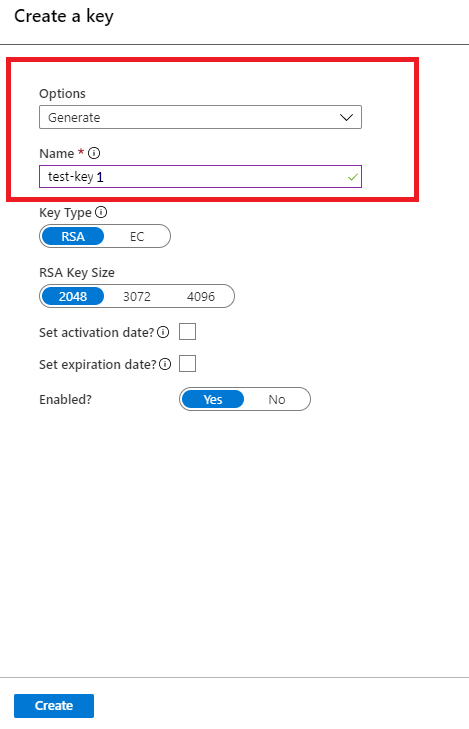 Create a key
Options
Generate
Name *
test-key 1
Key Type
RSA EC
RSA Key Size
2048 3072 4096
Set activation date?
Set expiration date?
Enabled? Yes No
Create